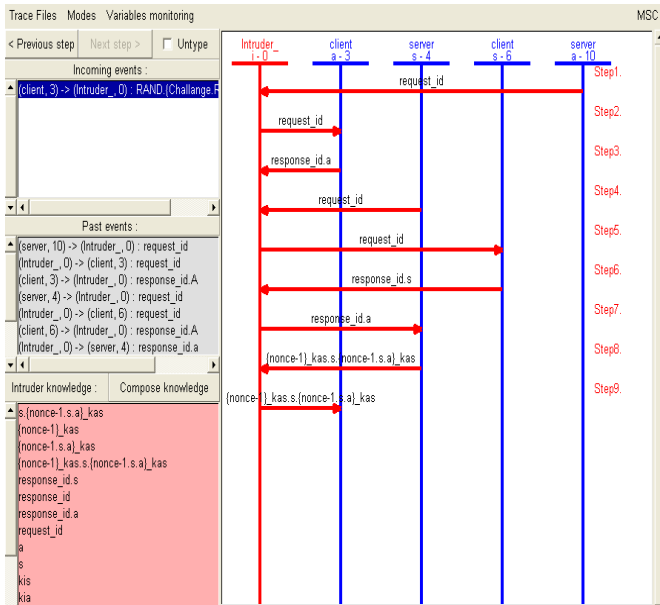 Trace Files Modes Variables monitoring MSC
< Previous step Next step > Untype
Incoming events :
(client, 3) -> (Intruder_, 0) : RAND.{Challange.F
Past events :
(server, 10) -> (Intruder_, 0) : request_id
(Intruder_, 0) -> (client, 3) : request_id
(client, 3) -> (Intruder_, 0) : response_id.A
(server, 4) -> (Intruder_, 0) : request_id
(Intruder_, 0) -> (client, 6) : request_id
(client, 6) -> (Intruder_, 0) : response_id.A
(Intruder_, 0) -> (server, 4) : response_id.a
Intruder knowledge : Compose knowledge
s.{nonce-1.s.a}_kas
{nonce-1}_kas
{nonce-1.s.a}_kas
{nonce-1}_kas.s.{nonce-1.s.a}_kas
response_id.s
response_id
response_id.a
request_id
a
s
kis
kia
Intruder_ client server client server
i - 0 a - 3 s - 4 s - 6 a - 10
Step1.
request_id
Step2.
request_id
Step3.
response_id.a
Step4.
request_id
Step5.
request_id
Step6.
response_id.s
Step7.
response_id.a
Step8.
{nonce-1}_kas.s.{nonce-1.s.a}_kas
Step9.
{nonce-1}_kas.s.{nonce-1.s.a}_kas